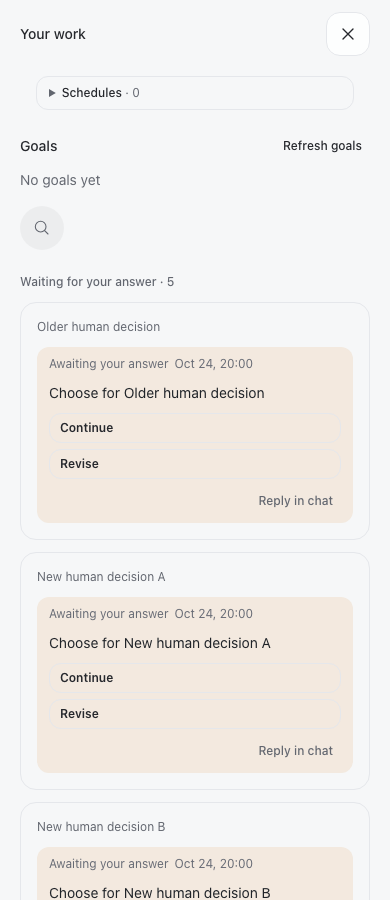 Your work
Schedules · 0
Goals
Refresh goals
No goals yet
Waiting for your answer · 5
Older human decision
Awaiting your answer Oct 24, 20:00
Choose for Older human decision
Continue
Revise
Reply in chat
New human decision A
Awaiting your answer Oct 24, 20:00
Choose for New human decision A
Continue
Revise
Reply in chat
New human decision B
Awaiting your answer Oct 24, 20:00
Choose for New human decision B